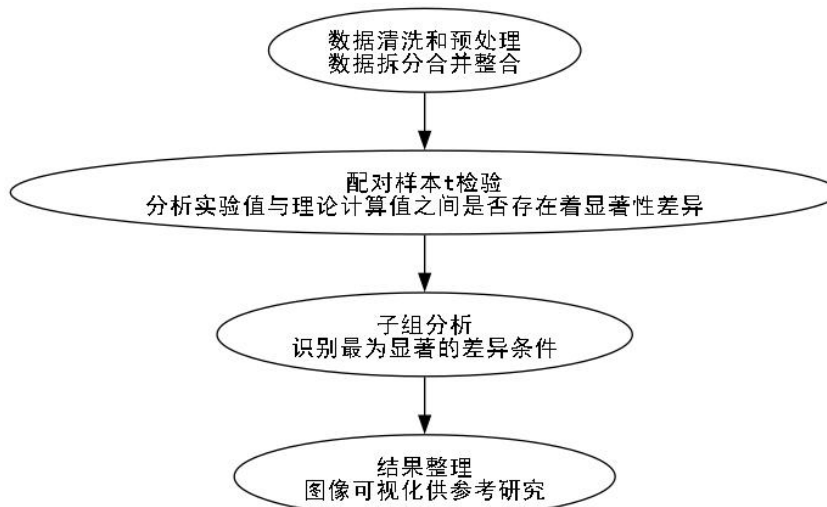 数据清洗和预处理
数据拆分合并整合
配对样本t检验
分析实验值与理论计算值之间是否存在着显著性差异
子组分析
识别最为显著的差异条件
结果整理
图像可视化供参考研究